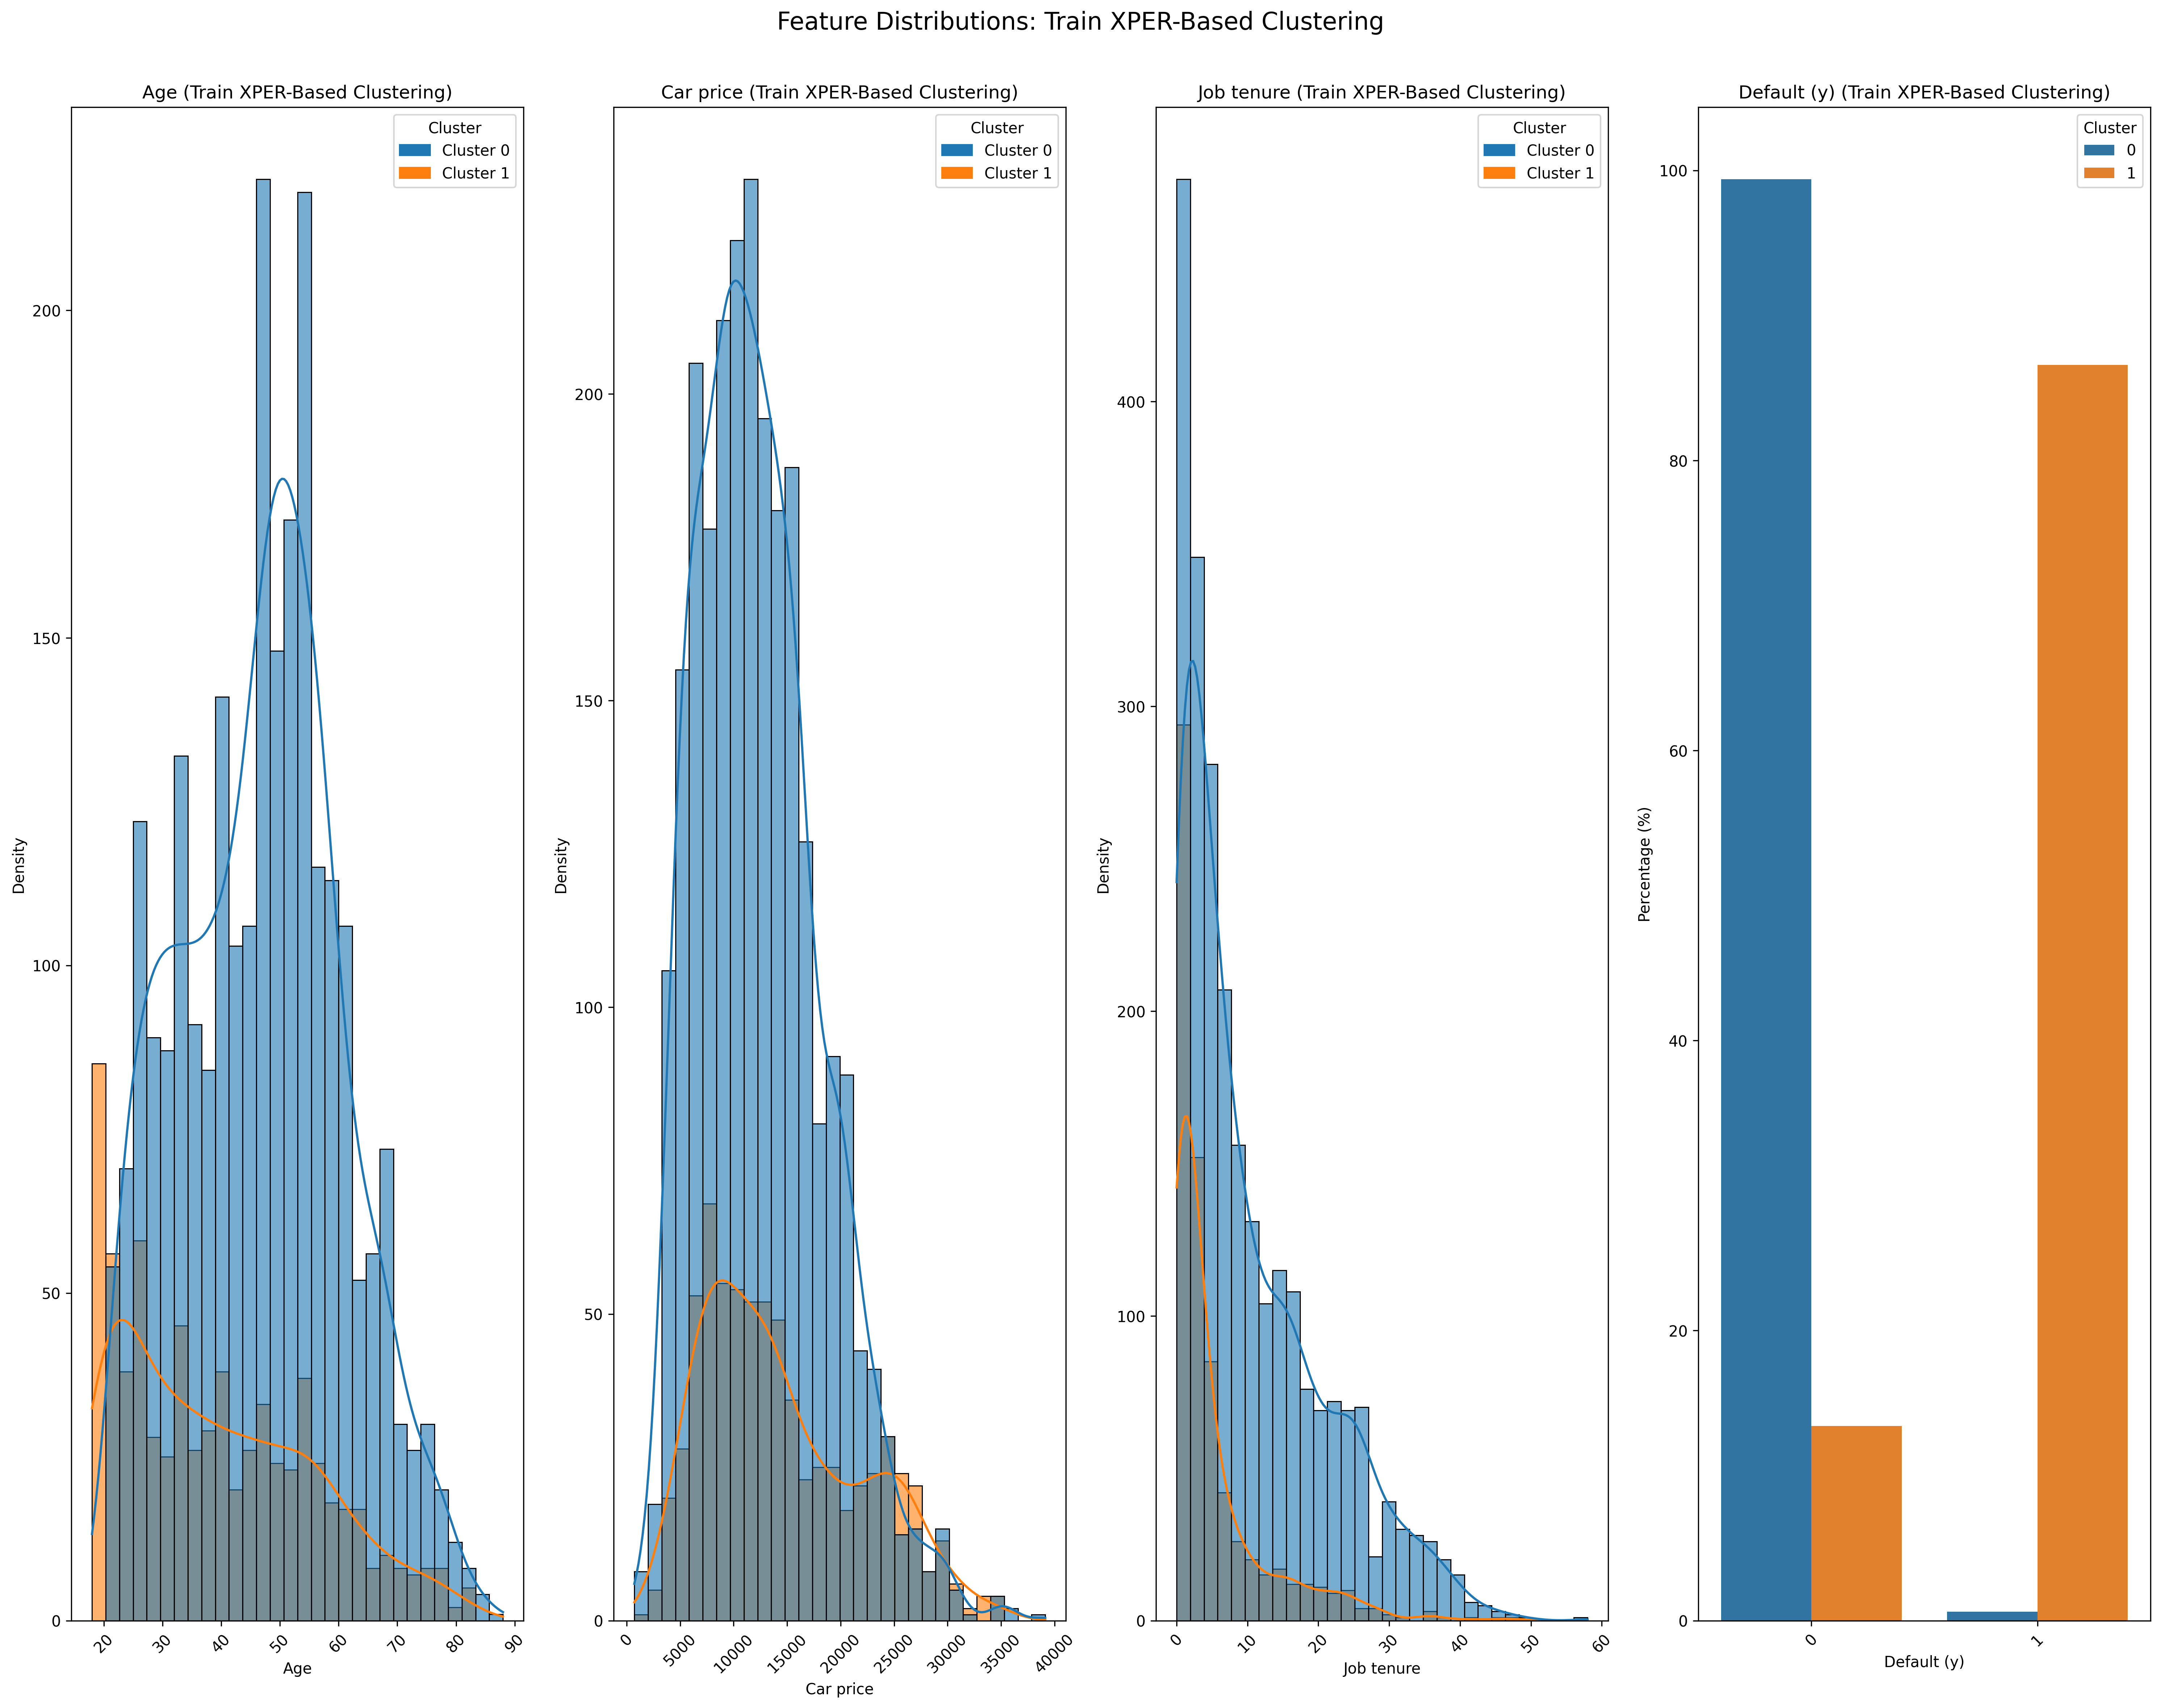 Feature Distributions: Train XPER-Based Clustering
Age (Train XPER-Based Clustering)
Cluster
Cluster 0
Cluster 1
200
150
100
50
0
Density
20
30
40
50
60
70
80
90
Age
Car price (Train XPER-Based Clustering)
Cluster
Cluster 0
Cluster 1
200
150
100
50
0
Density
0
5000
10000
15000
20000
25000
30000
35000
40000
Car price
Job tenure (Train XPER-Based Clustering)
Cluster
Cluster 0
Cluster 1
400
300
200
100
0
Density
0
10
20
30
40
50
60
Job tenure
Default (y) (Train XPER-Based Clustering)
Cluster
0
1
100
80
60
40
20
0
Percentage (%)
0
1
Default (y)